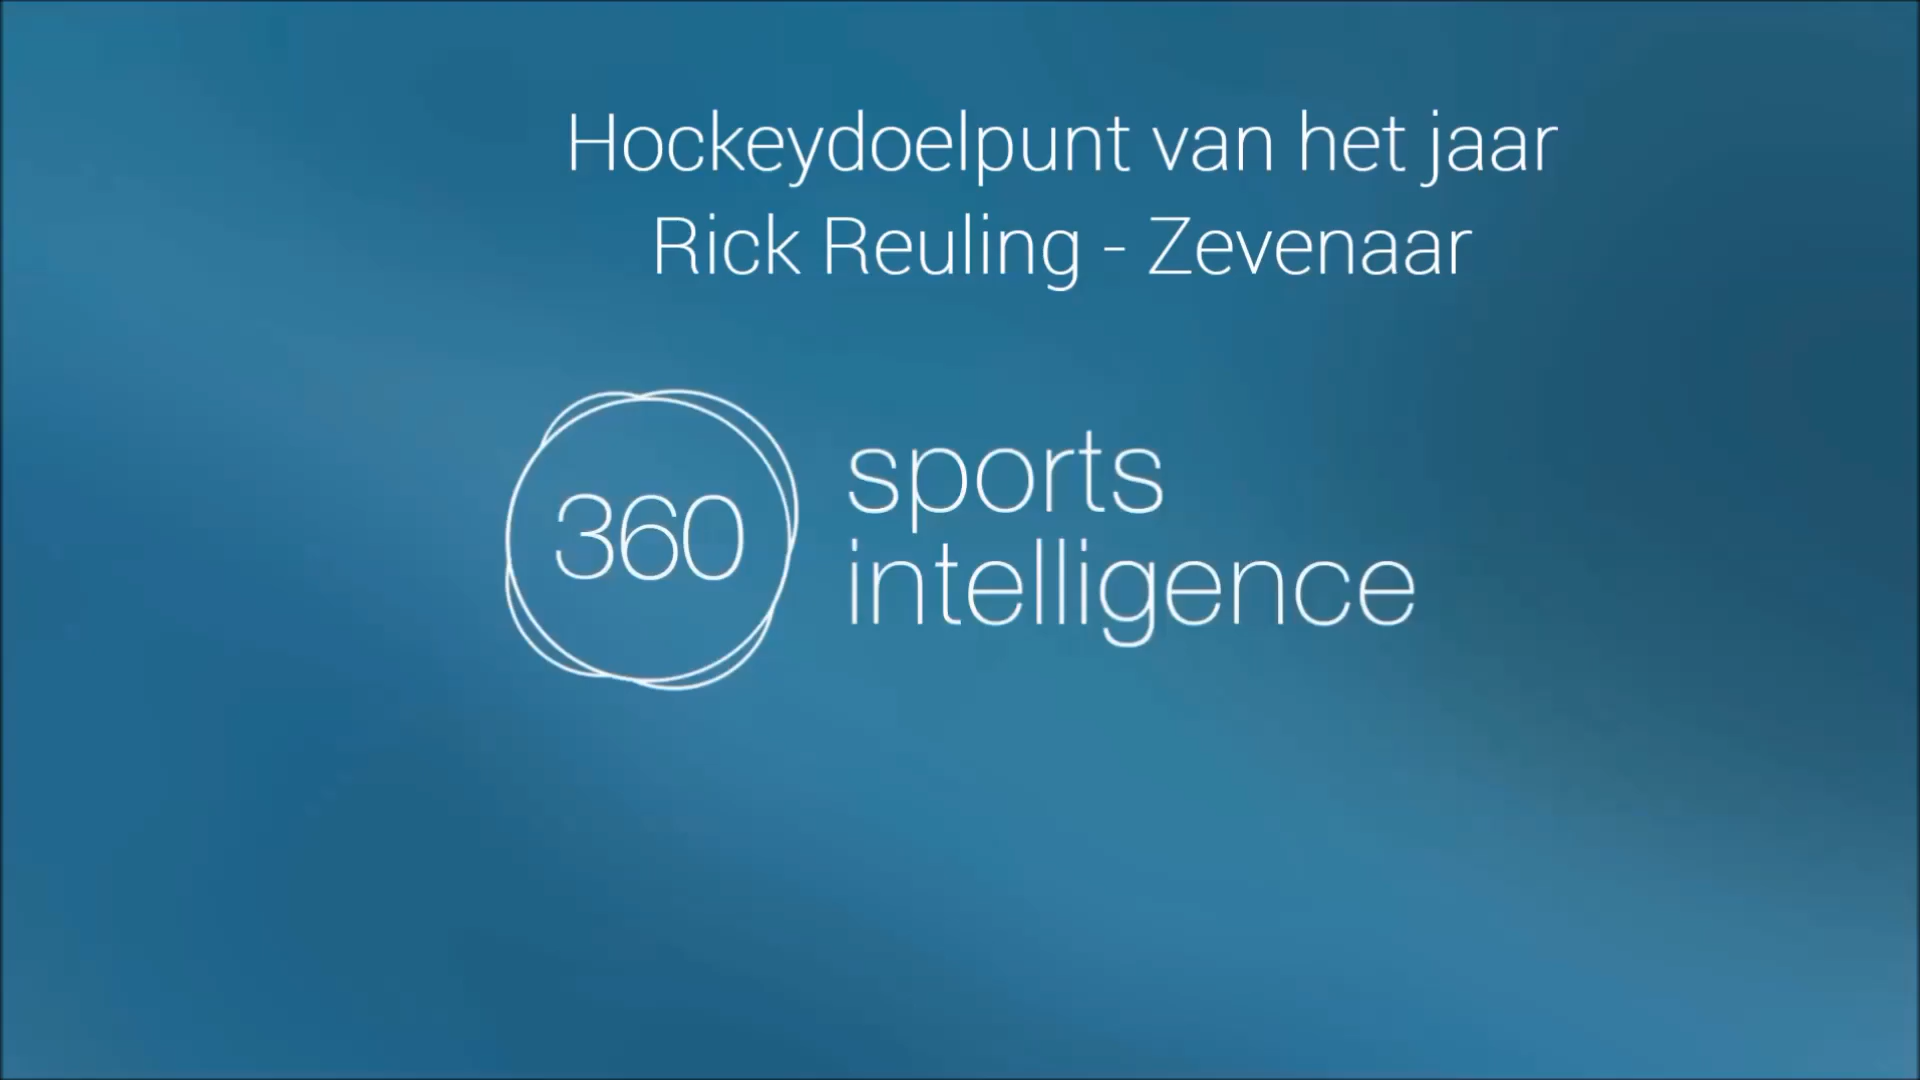 Hockeydoelpunt van het jaar
Rick Reuling - Zevenaar
360
sports
intelligence